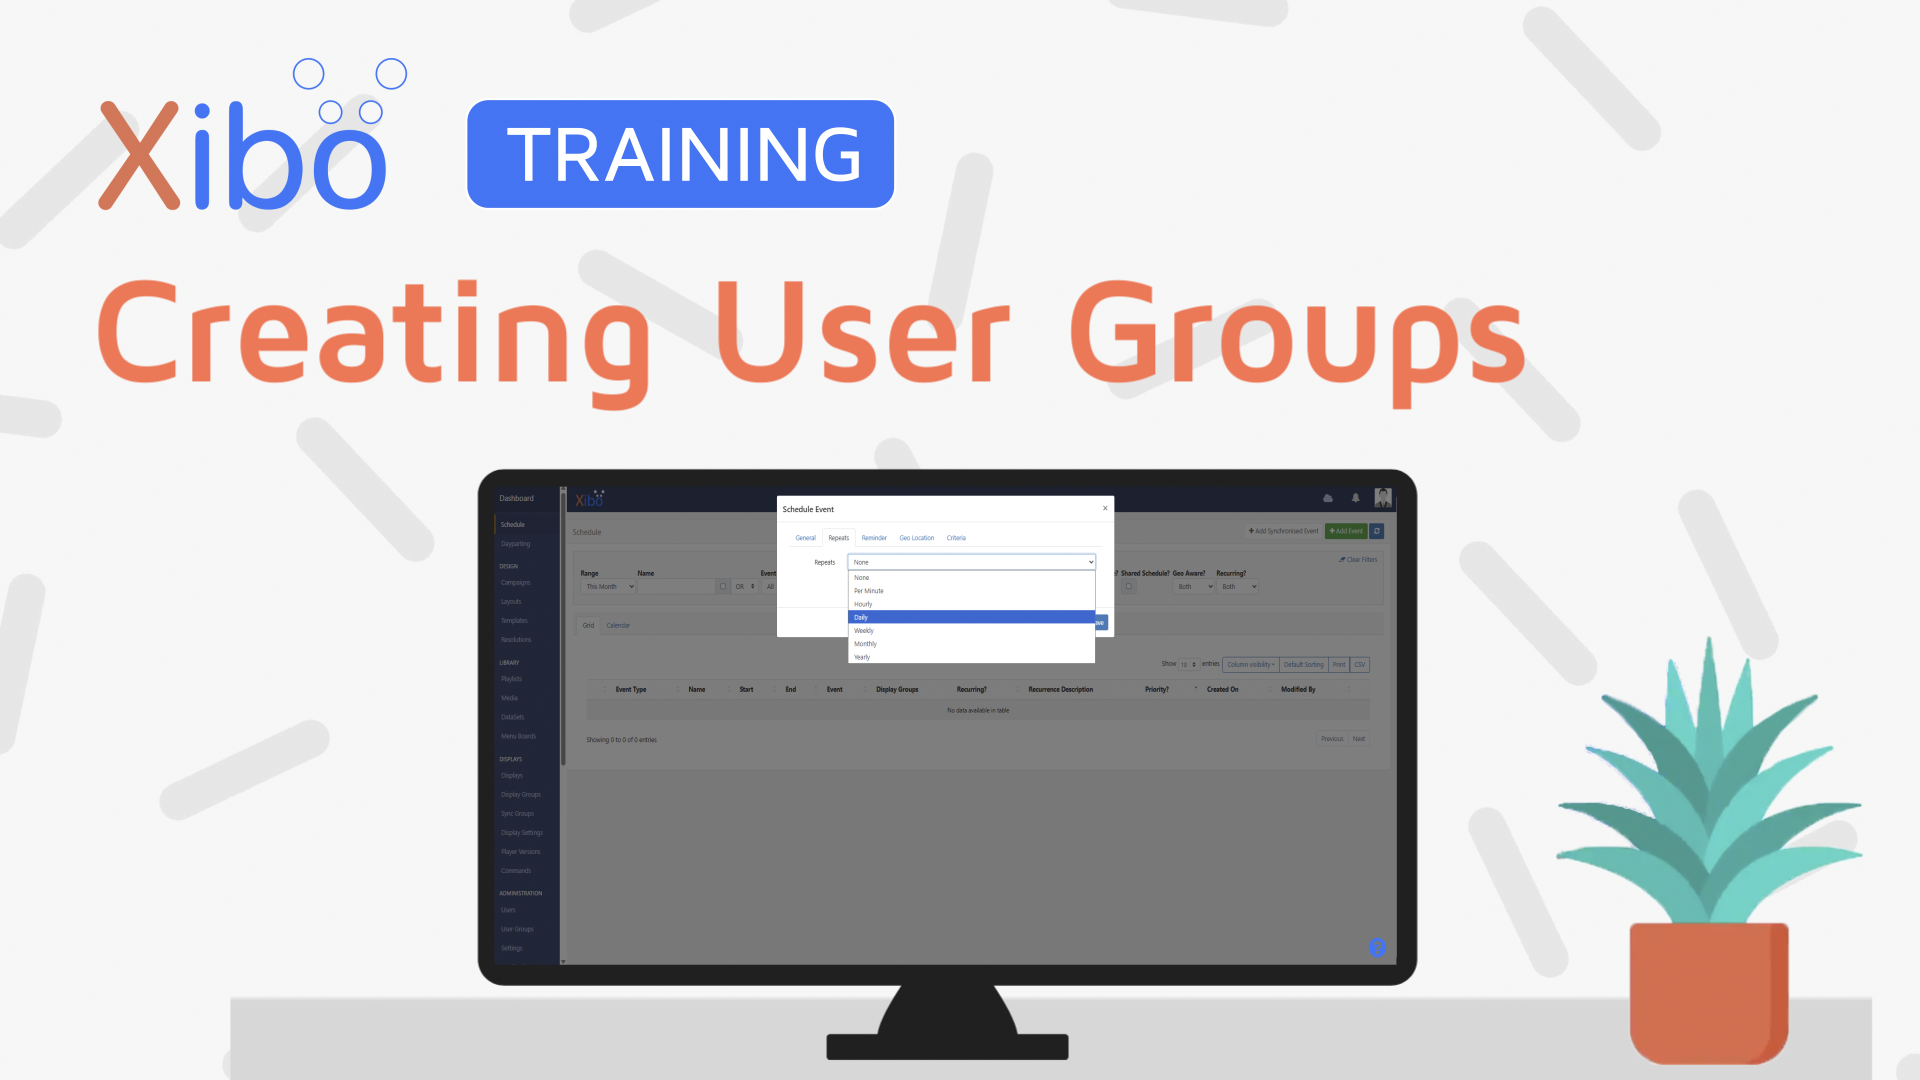 Xibo
TRAINING
Creating User Groups
Dashboard
Schedule
Dayparting
DESIGN
Campaigns
Layouts
Templates
Resolutions
LIBRARY
Playlists
Media
DataSets
Menu Boards
DISPLAYS
Displays
Display Groups
Sync Groups
Display Settings
Player Versions
Commands
ADMINISTRATION
Users
User Groups
Settings
Xibo
Schedule
Add Synchronised Event
Add Event
Clear Filters
Range
Name
Event
Shared Schedule?
Geo Aware?
Recurring?
This Month
OR
All
Both
Both
Grid
Calendar
Schedule Event
×
General
Repeats
Reminder
Geo Location
Criteria
Repeats
None
None
Per Minute
Hourly
Daily
Weekly
Monthly
Yearly
Show 10 entries
Column visibility
Default Sorting
Print
CSV
Event Type
Name
Start
End
Event
Display Groups
Recurring?
Recurrence Description
Priority?
Created On
Modified By
No data available in table
Showing 0 to 0 of 0 entries
Previous
Next